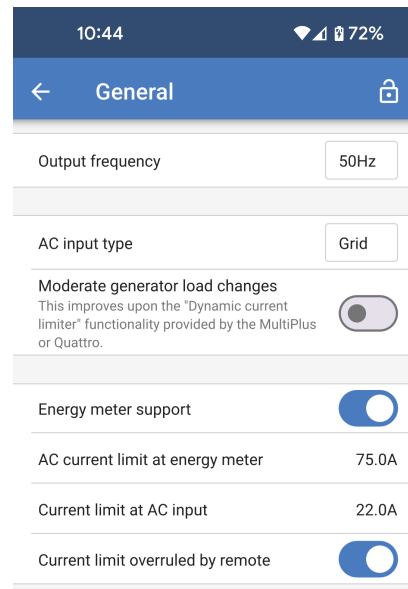 10:44 72%
General
Output frequency 50Hz
AC input type Grid
Moderate generator load changes
This improves upon the "Dynamic current
limiter" functionality provided by the MultiPlus
or Quattro.
Energy meter support
AC current limit at energy meter 75.0A
Current limit at AC input 22.0A
Current limit overruled by remote